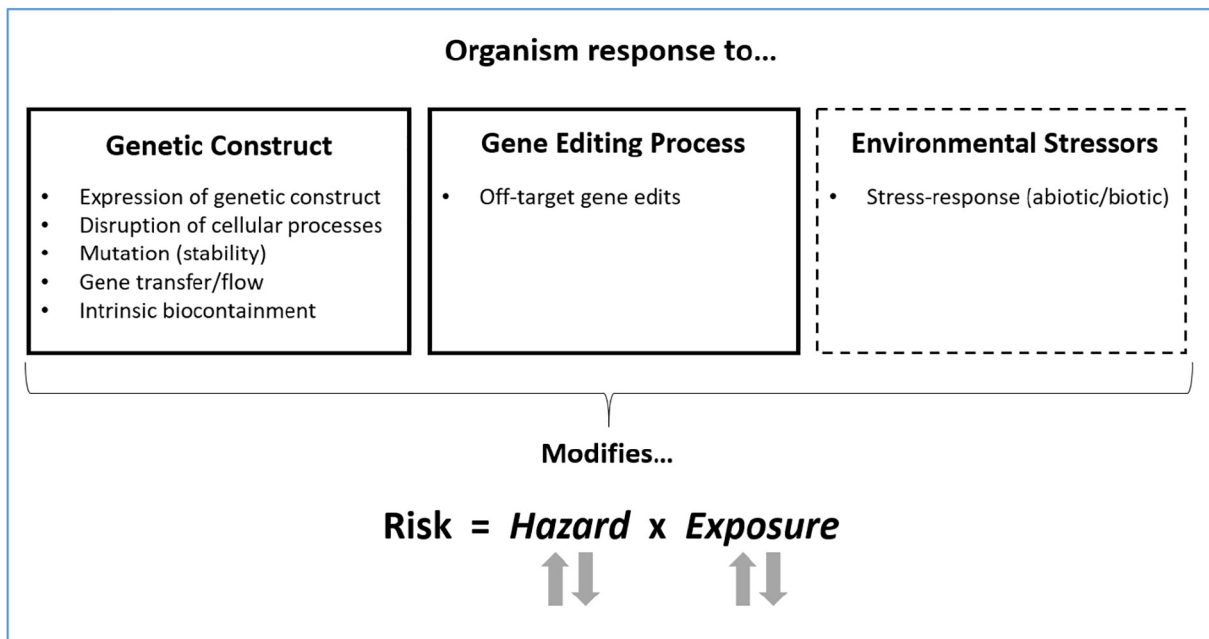 Organism response to...
Genetic Construct
• Expression of genetic construct
• Disruption of cellular processes
• Mutation (stability)
• Gene transfer/flow
• Intrinsic biocontainment
Gene Editing Process
• Off-target gene edits
Environmental Stressors
• Stress-response (abiotic/biotic)
Modifies...
Risk = Hazard x Exposure